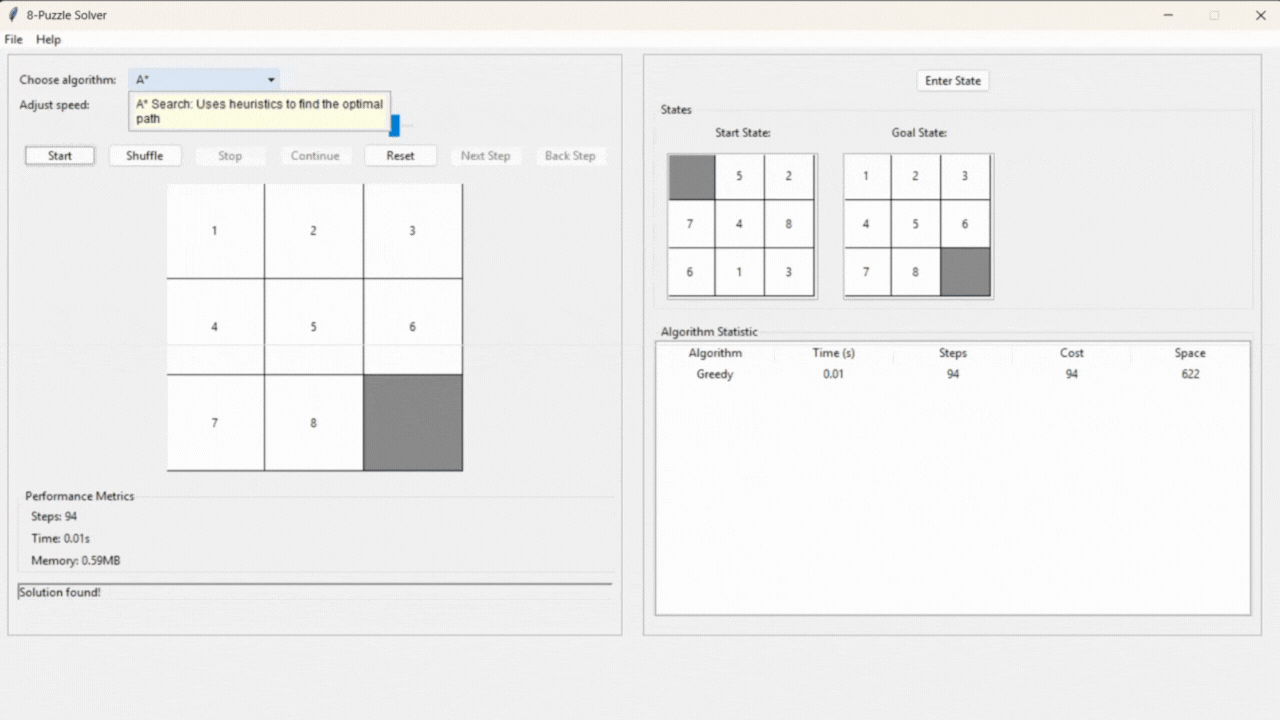 8-Puzzle Solver
File Help
Choose algorithm: A*
Adjust speed:
A* Search: Uses heuristics to find the optimal
path
Start Shuffle Stop Continue Reset Next Step Back Step
1 2 3
4 5 6
7 8
Performance Metrics
Steps: 94
Time: 0.01s
Memory: 0.59MB
Solution found!
Enter State
States
Start State: Goal State:
5 2 1 2 3
7 4 8 4 5 6
6 1 3 7 8
Algorithm Statistic
Algorithm Time (s) Steps Cost Space
Greedy 0.01 94 94 622